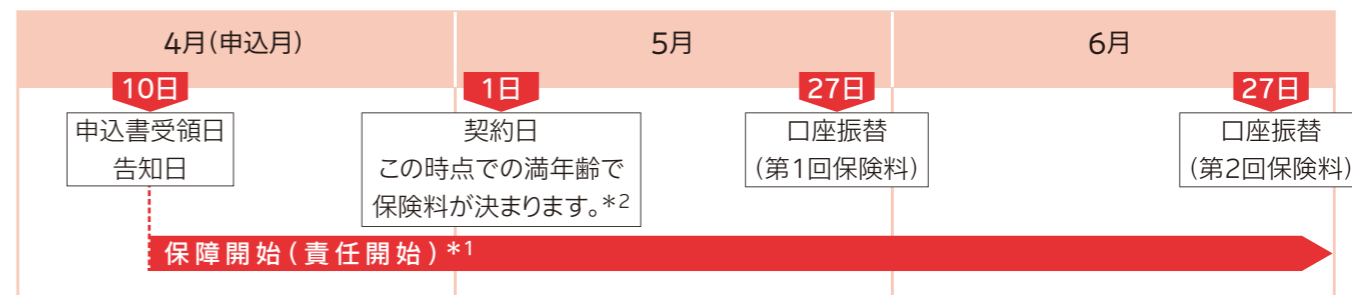 4月(申込月)
5月
6月
10日
1日
27日
27日
申込書受領日
告知日
契約日
この時点での満年齢で
保険料が決まります。*2
口座振替
(第1回保険料)
口座振替
(第2回保険料)
保障開始(責任開始)*1